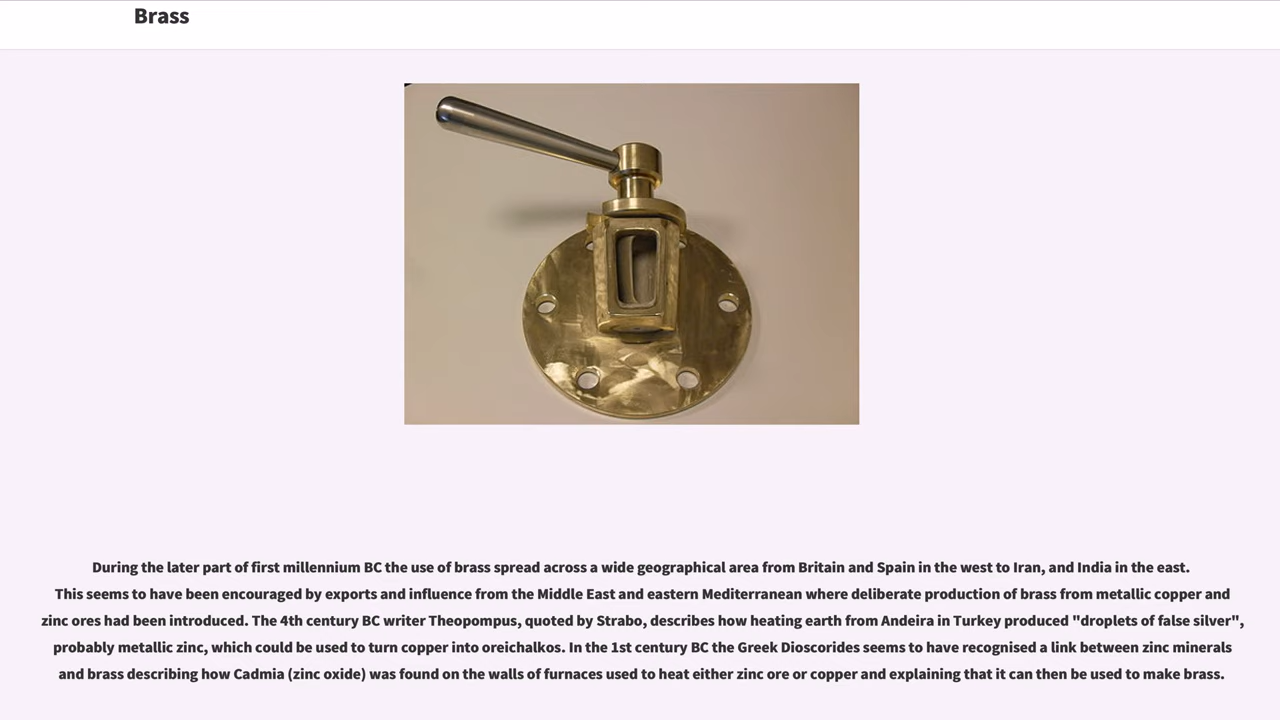 Brass
During the later part of first millennium BC the use of brass spread across a wide geographical area from Britain and Spain in the west to Iran, and India in the east.
This seems to have been encouraged by exports and influence from the Middle East and eastern Mediterranean where deliberate production of brass from metallic copper and
zinc ores had been introduced. The 4th century BC writer Theopompus, quoted by Strabo, describes how heating earth from Andeira in Turkey produced "droplets of false silver",
probably metallic zinc, which could be used to turn copper into oreichalkos. In the 1st century BC the Greek Dioscorides seems to have recognised a link between zinc minerals
and brass describing how Cadmia (zinc oxide) was found on the walls of furnaces used to heat either zinc ore or copper and explaining that it can then be used to make brass.